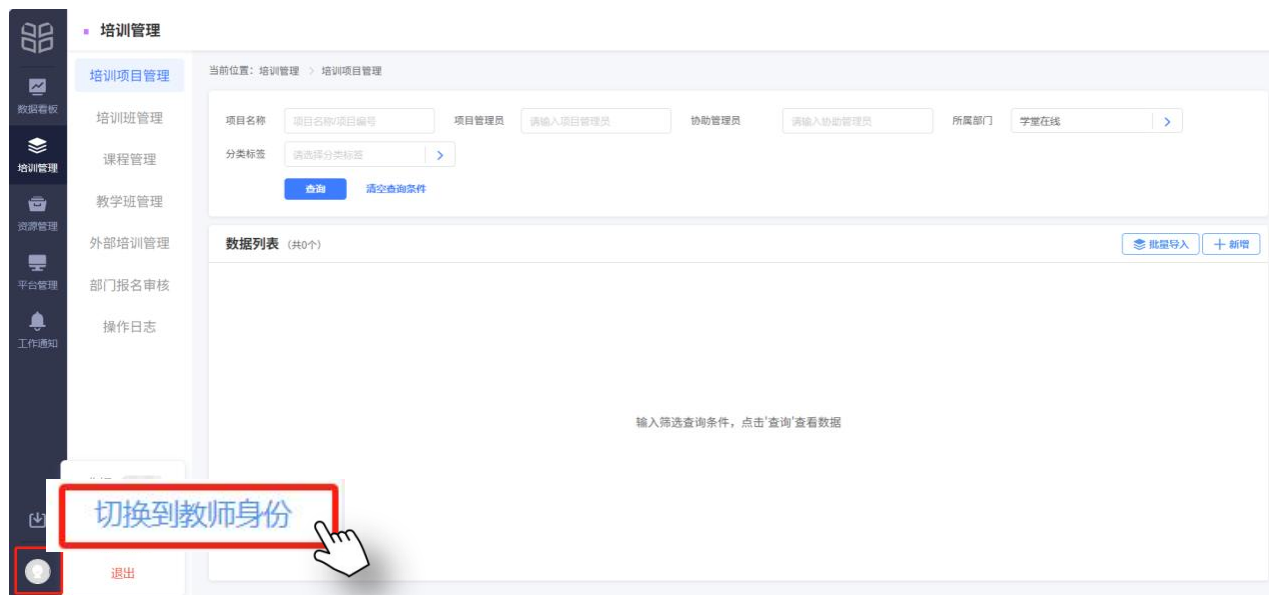 培训管理
数据看板
培训管理
资源管理
平台管理
工作通知
培训项目管理
培训班管理
课程管理
教学班管理
外部培训管理
部门报名审核
操作日志
当前位置：培训管理 > 培训项目管理
项目名称 项目名称/项目编号 项目管理员 请输入项目管理员 协助管理员 请输入协助管理员 所属部门 学堂在线
分类标签 请选择分类标签
查询 清空查询条件
数据列表（共0个） 批量导入 新增
输入筛选查询条件，点击'查询'查看数据
切换到教师身份
退出